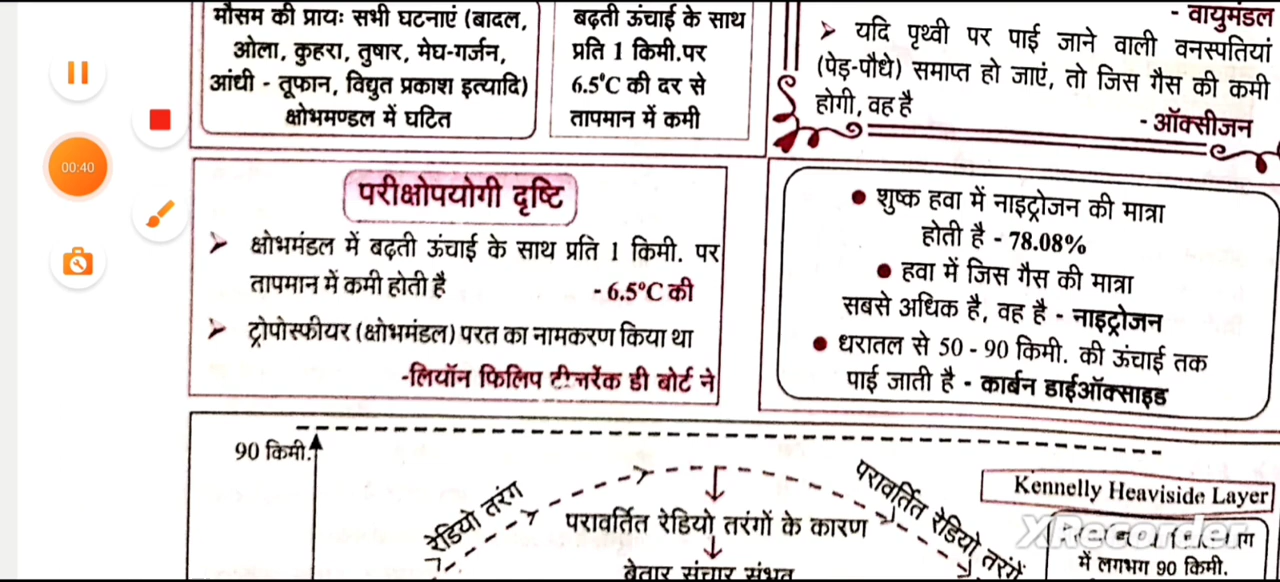 मौसम की प्रायः सभी घटनाएं (बादल,
ओला, कुहरा, तुषार, मेघ-गर्जन,
आंधी - तूफान, विद्युत प्रकाश इत्यादि)
क्षोभमण्डल में घटित
बढ़ती ऊंचाई के साथ
प्रति 1 किमी.पर
6.5°C की दर से
तापमान में कमी
- वायुमंडल
➢ यदि पृथ्वी पर पाई जाने वाली वनस्पतियां
(पेड़-पौधे) समाप्त हो जाएं, तो जिस गैस की कमी
होगी, वह है
- ऑक्सीजन
00:40
परीक्षोपयोगी दृष्टि
➢ क्षोभमंडल में बढ़ती ऊंचाई के साथ प्रति 1 किमी. पर
तापमान में कमी होती है - 6.5°C की
➢ ट्रोपोस्फीयर (क्षोभमंडल) परत का नामकरण किया था
-लियॉन फिलिप टीजरेंक डी बोर्ट ने
● शुष्क हवा में नाइट्रोजन की मात्रा
होती है - 78.08%
● हवा में जिस गैस की मात्रा
सबसे अधिक है, वह है - नाइट्रोजन
● धरातल से 50 - 90 किमी. की ऊंचाई तक
पाई जाती है - कार्बन डाईऑक्साइड
90 किमी.
रेडियो तरंग
परावर्तित रेडियो तरंगों के कारण
बेतार संचार संभव
परावर्तित रेडियो तरंगें
Kennelly Heaviside Layer
XRecorder
में लगभग 90 किमी.